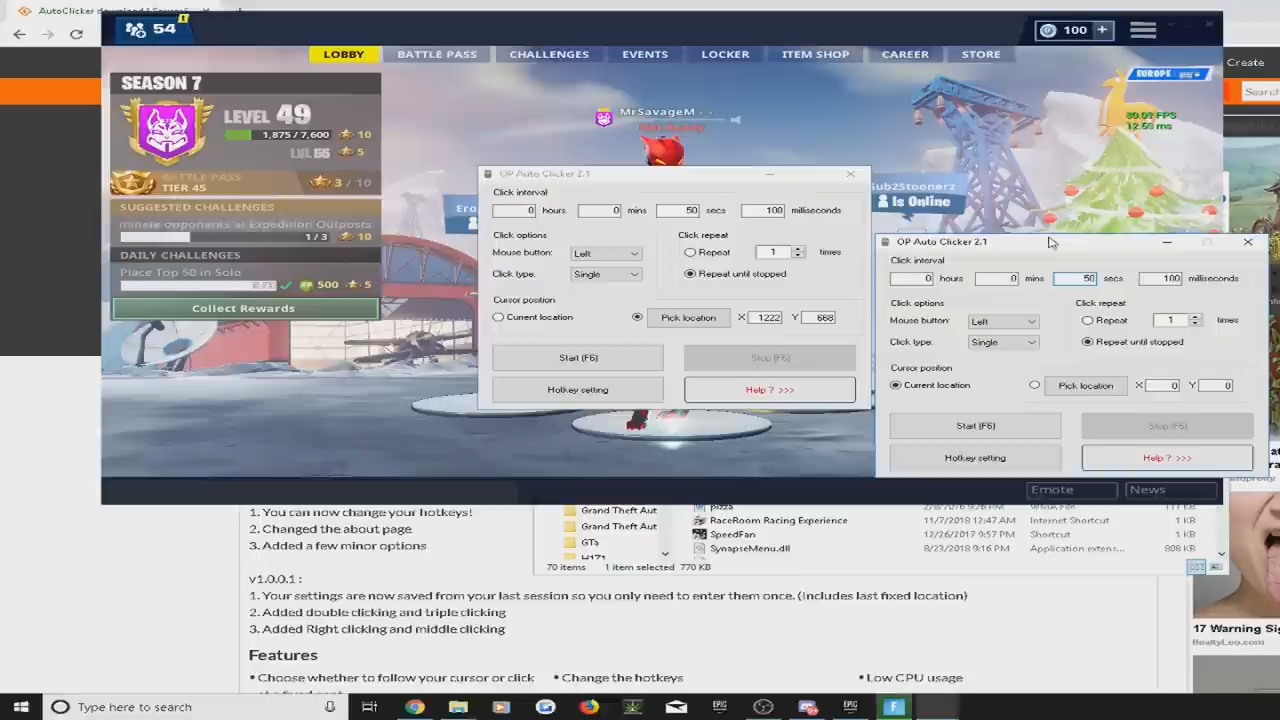 AutoClicker download | Source
54
100
LOBBY
BATTLE PASS
CHALLENGES
EVENTS
LOCKER
ITEM SHOP
CAREER
STORE
Create
Search
SEASON 7
LEVEL 49
1,875 / 7,600
10
5
BATTLE PASS
TIER 45
3 / 10
SUGGESTED CHALLENGES
minele opponents at Expedition Outposts
1 / 3
10
DAILY CHALLENGES
Place Top 50 in Solo
500
5
Collect Rewards
MrSavageM
EUROPE
Sub2Stoonerz
Is Online
OP Auto Clicker 2.1
Click interval
0 hours 0 mins 50 secs 100 milliseconds
Click options
Mouse button: Left
Click type: Single
Click repeat
Repeat 1 times
Repeat until stopped
Cursor position
Current location
Pick location X 1222 Y 668
Start (F6)
Stop (F6)
Hotkey setting
Help ? >>>
OP Auto Clicker 2.1
Click interval
0 hours 0 mins 50 secs 100 milliseconds
Click options
Mouse button: Left
Click type: Single
Click repeat
Repeat 1 times
Repeat until stopped
Cursor position
Current location
Pick location X 0 Y 0
Start (F6)
Stop (F6)
Hotkey setting
Help ? >>>
Emote
News
Grand Theft Aut
Grand Theft Aut
GTa
H1Z1
pizza
RaceRoom Racing Experience 11/7/2018 12:47 AM Internet Shortcut 1 KB
SpeedFan 12/26/2017 9:57 PM Shortcut 1 KB
SynapseMenu.dll 8/23/2018 9:16 PM Application extens... 808 KB
70 items 1 item selected 770 KB
1. You can now change your hotkeys!
2. Changed the about page
3. Added a few minor options
v1.0.0.1 :
1. Your settings are now saved from your last session so you only need to enter them once. (Includes last fixed location)
2. Added double clicking and triple clicking
3. Added Right clicking and middle clicking
Features
• Choose whether to follow your cursor or click
• Change the hotkeys
• Low CPU usage
17 Warning Si
Type here to search